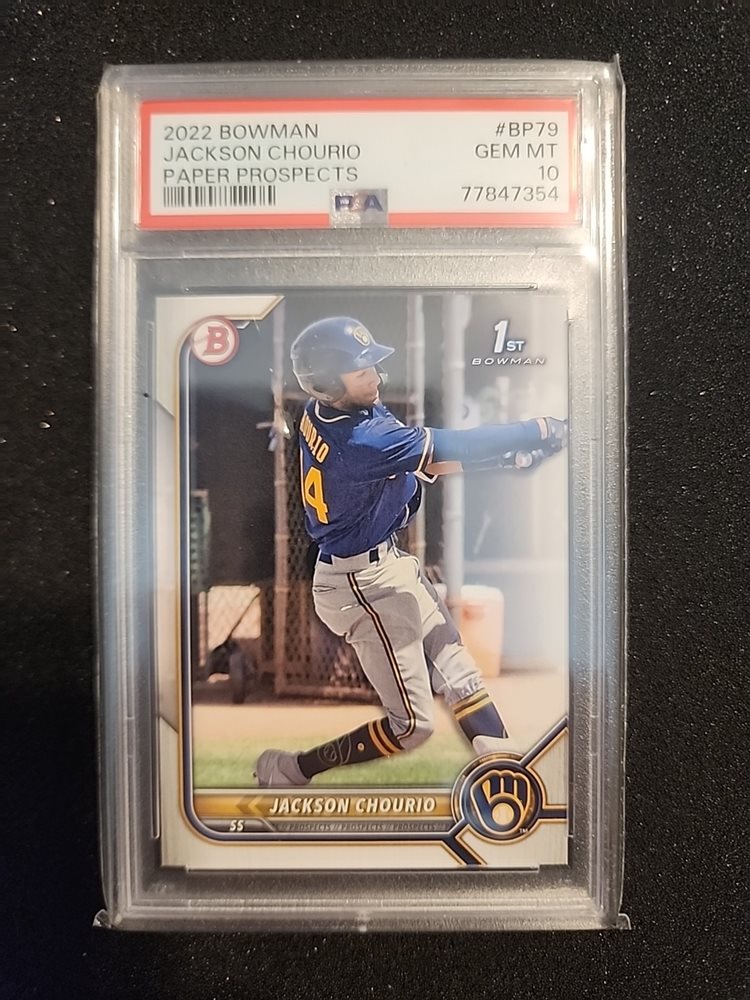 2022 BOWMAN #BP79
JACKSON CHOURIO GEM MT
PAPER PROSPECTS 10
PSA 77847354
B
1ST
BOWMAN
14
JACKSON CHOURIO
SS // PROSPECTS // PROSPECTS // PROSPECTS //
TM